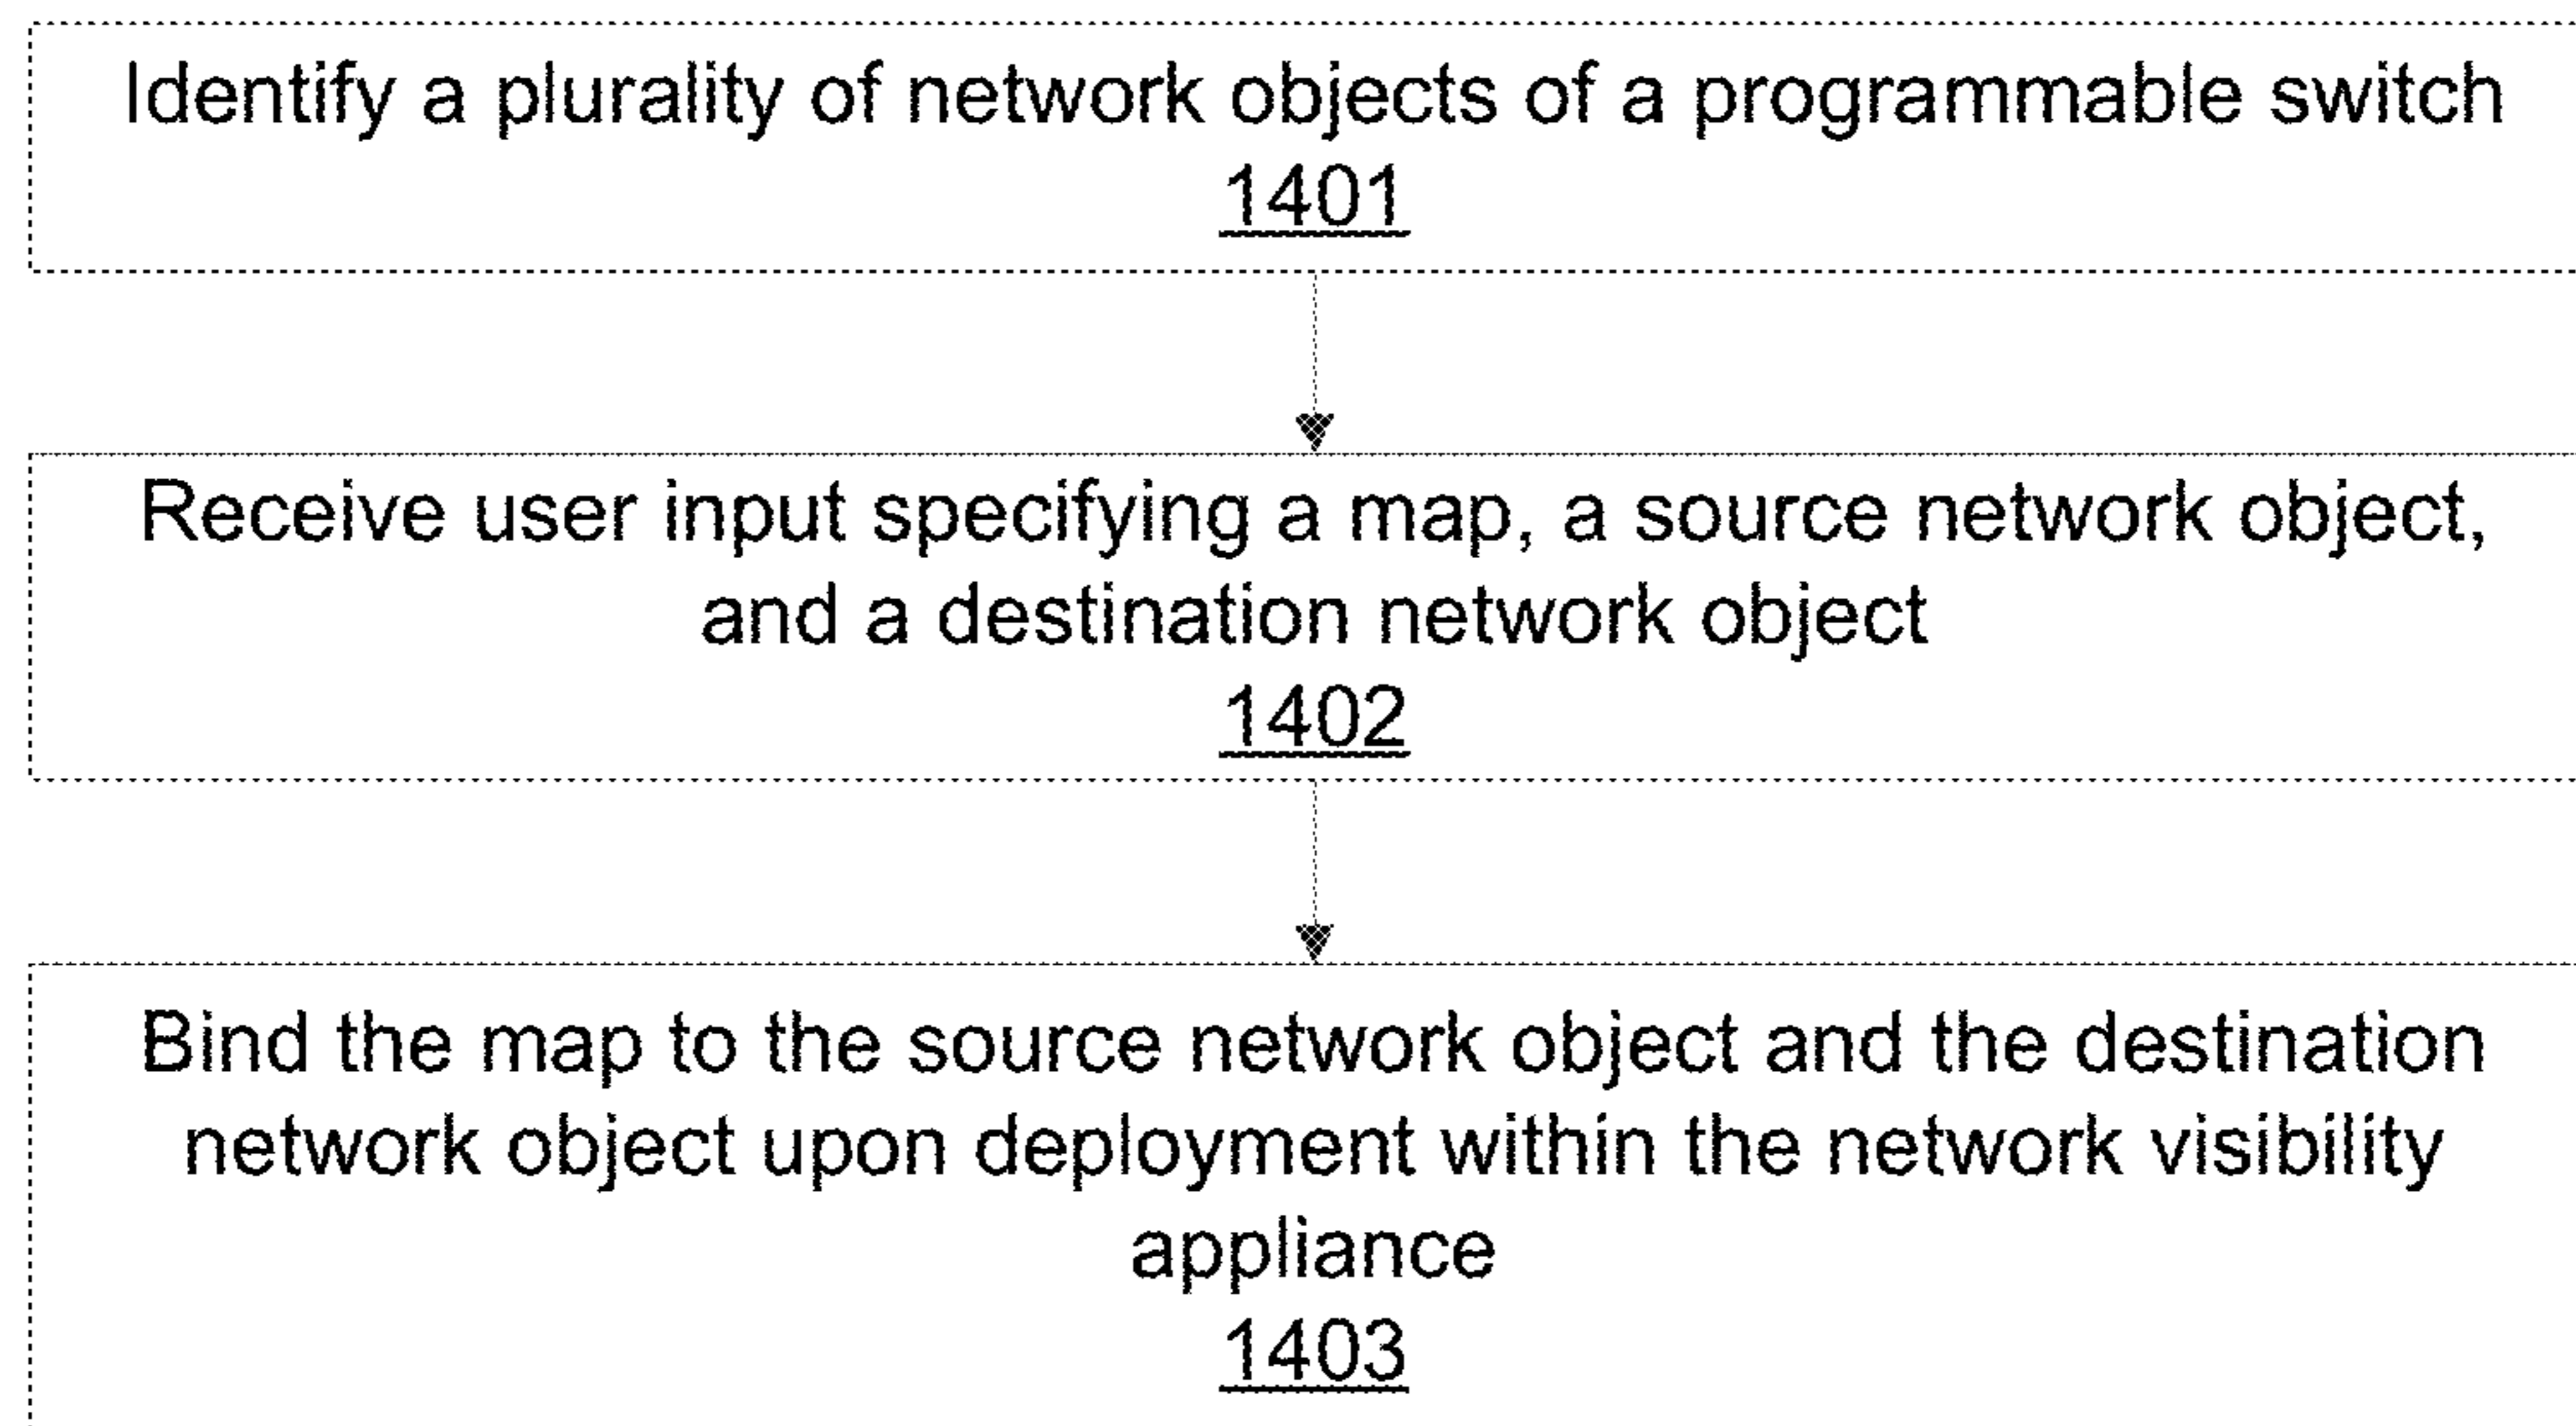 Identify a plurality of network objects of a programmable switch
1401
Receive user input specifying a map, a source network object,
and a destination network object
1402
Bind the map to the source network object and the destination
network object upon deployment within the network visibility
appliance
1403